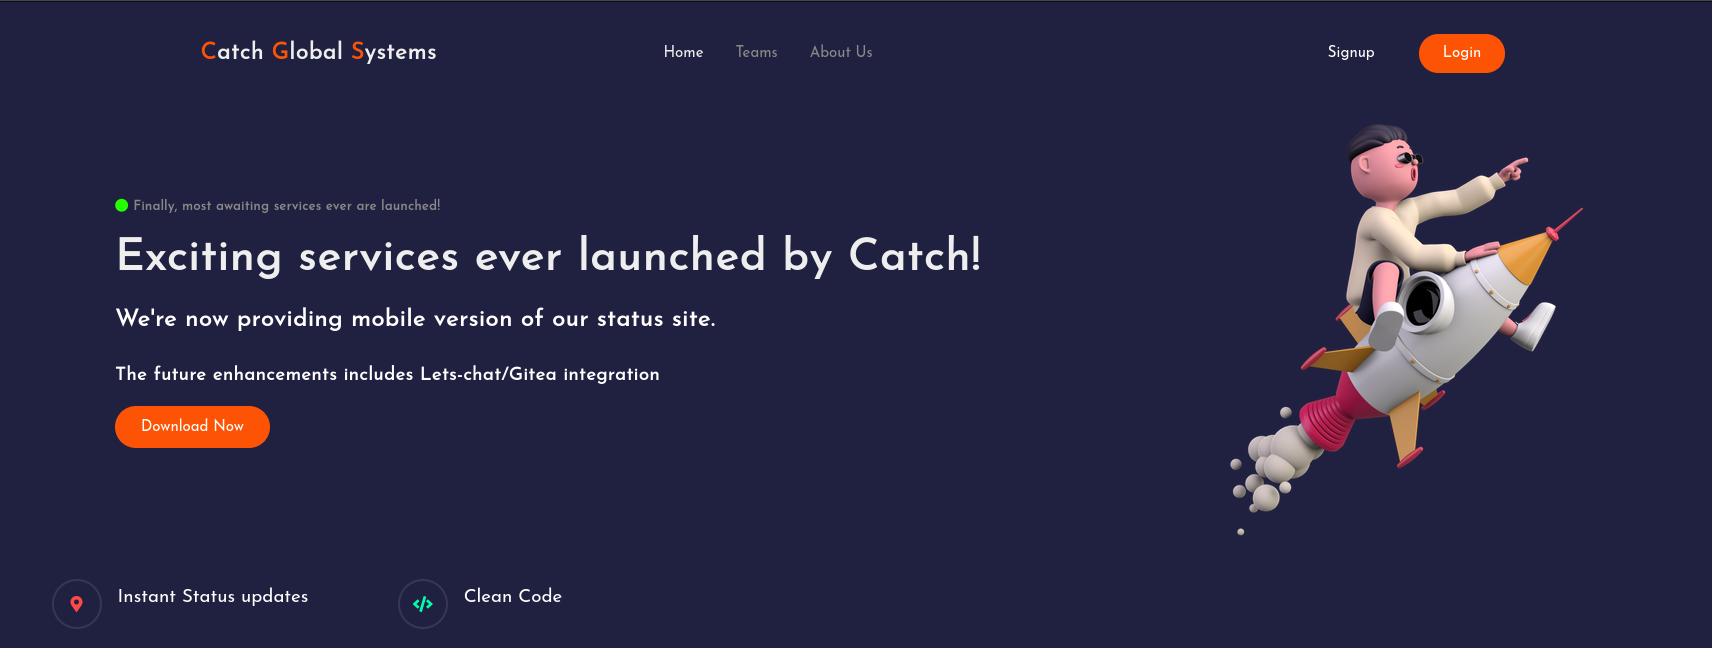 Catch Global Systems
Home
Teams
About Us
Signup
Login
Finally, most awaiting services ever are launched!
Exciting services ever launched by Catch!
We're now providing mobile version of our status site.
The future enhancements includes Lets-chat/Gitea integration
Download Now
Instant Status updates
Clean Code